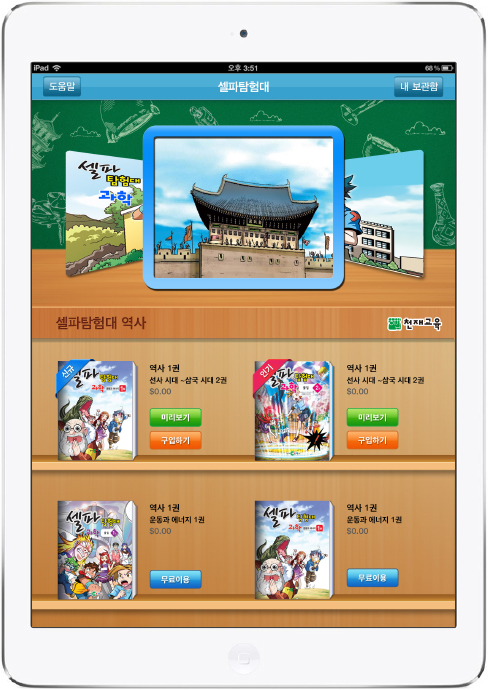 iPad
오후 3:51
68%
도움말
셀파탐험대
내 보관함
셀파
탐험대
과학
셀파탐험대 역사
천재교육
신규
셀파
탐험대
과학
역사 1권
선사 시대 ~삼국 시대 2권
$0.00
미리보기
구입하기
인기
셀파
탐험대
과학
역사 1권
선사 시대 ~삼국 시대 2권
$0.00
미리보기
구입하기
셀파
탐험대
과학
역사 1권
운동과 에너지 1권
$0.00
무료이용
셀파
탐험대
과학
역사 1권
운동과 에너지 1권
$0.00
무료이용